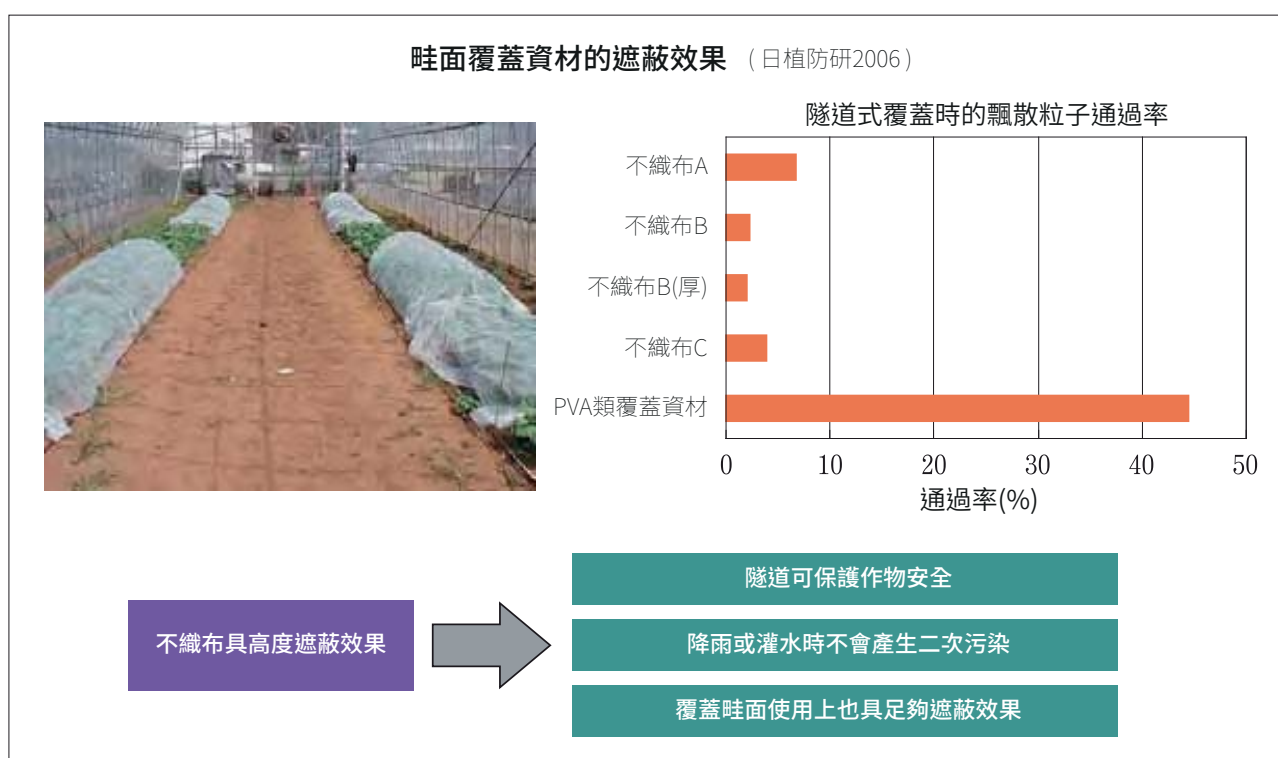 畦面覆蓋資材的遮蔽效果 (日植防研2006)
隧道式覆蓋時的飄散粒子通過率
不織布A
不織布B
不織布B(厚)
不織布C
PVA類覆蓋資材
0 10 20 30 40 50
通過率(%)
不織布具高度遮蔽效果
隧道可保護作物安全
降雨或灌水時不會產生二次污染
覆蓋畦面使用上也具足夠遮蔽效果